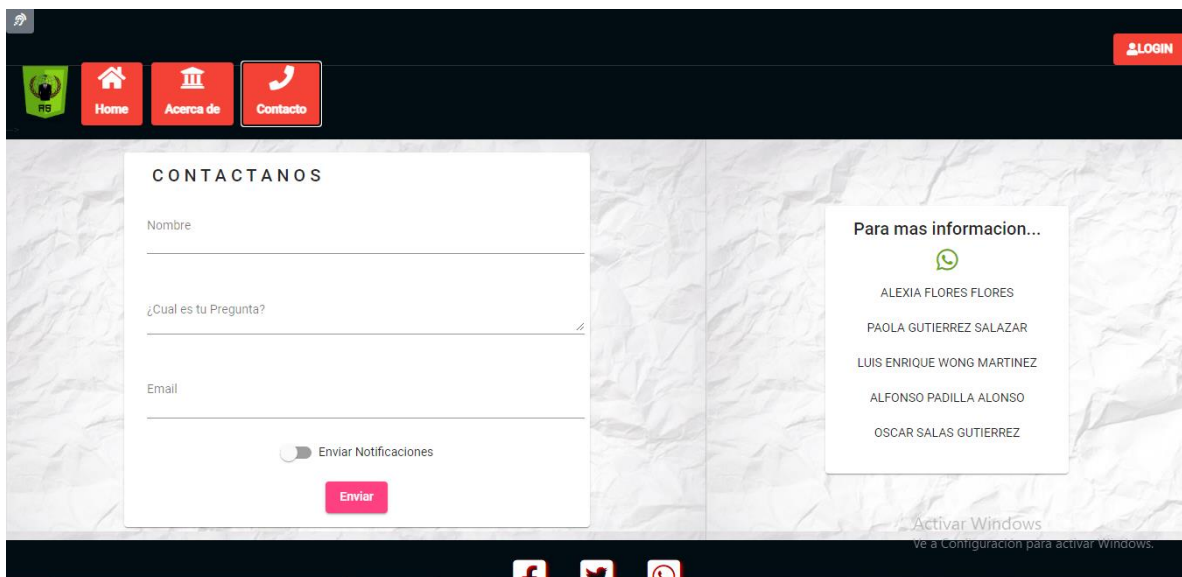 LOGIN
RS
Home
Acerca de
Contacto
CONTACTANOS
Nombre
¿Cual es tu Pregunta?
Email
Enviar Notificaciones
Enviar
Para mas informacion...
ALEXIA FLORES FLORES
PAOLA GUTIERREZ SALAZAR
LUIS ENRIQUE WONG MARTINEZ
ALFONSO PADILLA ALONSO
OSCAR SALAS GUTIERREZ
Activar Windows
Ve a Configuración para activar Windows.